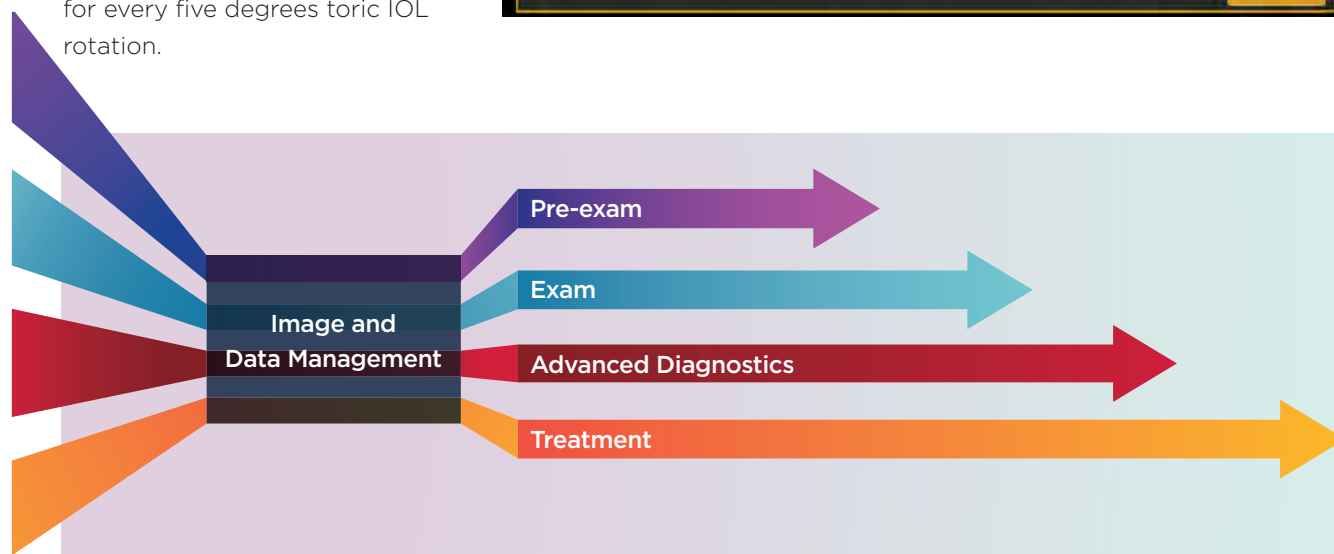 for every five degrees toric IOL
rotation.
Pre-exam
Exam
Image and
Data Management
Advanced Diagnostics
Treatment